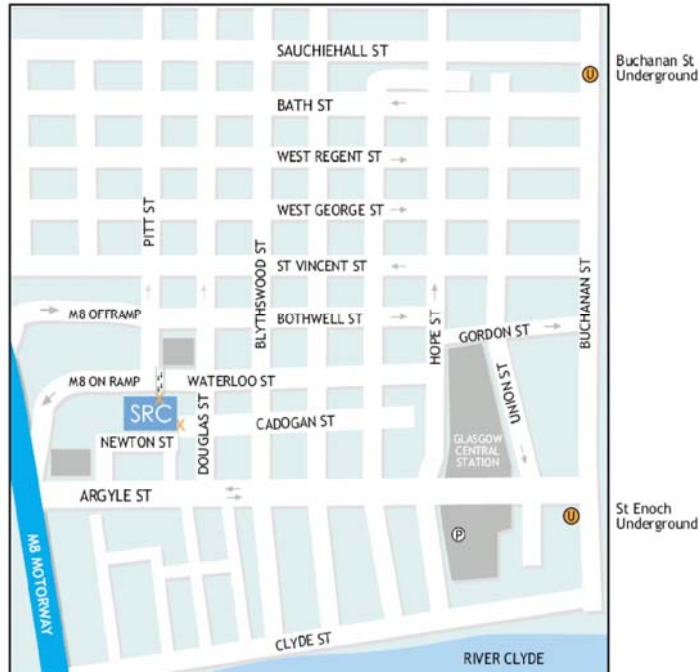 SAUCHIEHALL ST
Buchanan St
Underground
U
BATH ST
WEST REGENT ST
PITT ST
WEST GEORGE ST
BLYTHSWOOD ST
ST VINCENT ST
BUCHANAN ST
M8 OFFRAMP
BOTHWELL ST
HOPE ST
GORDON ST
UNION ST
M8 ON RAMP
WATERLOO ST
SRC
X
X
DOUGLAS ST
CADOGAN ST
NEWTON ST
GLASGOW
CENTRAL
STATION
ARGYLE ST
St Enoch
Underground
U
P
M8 MOTORWAY
CLYDE ST
RIVER CLYDE